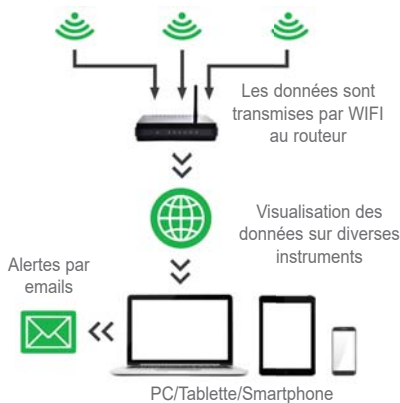 Les données sont
transmises par WIFI
au routeur
Visualisation des
données sur diverses
instruments
Alertes par
emails
PC/Tablette/Smartphone